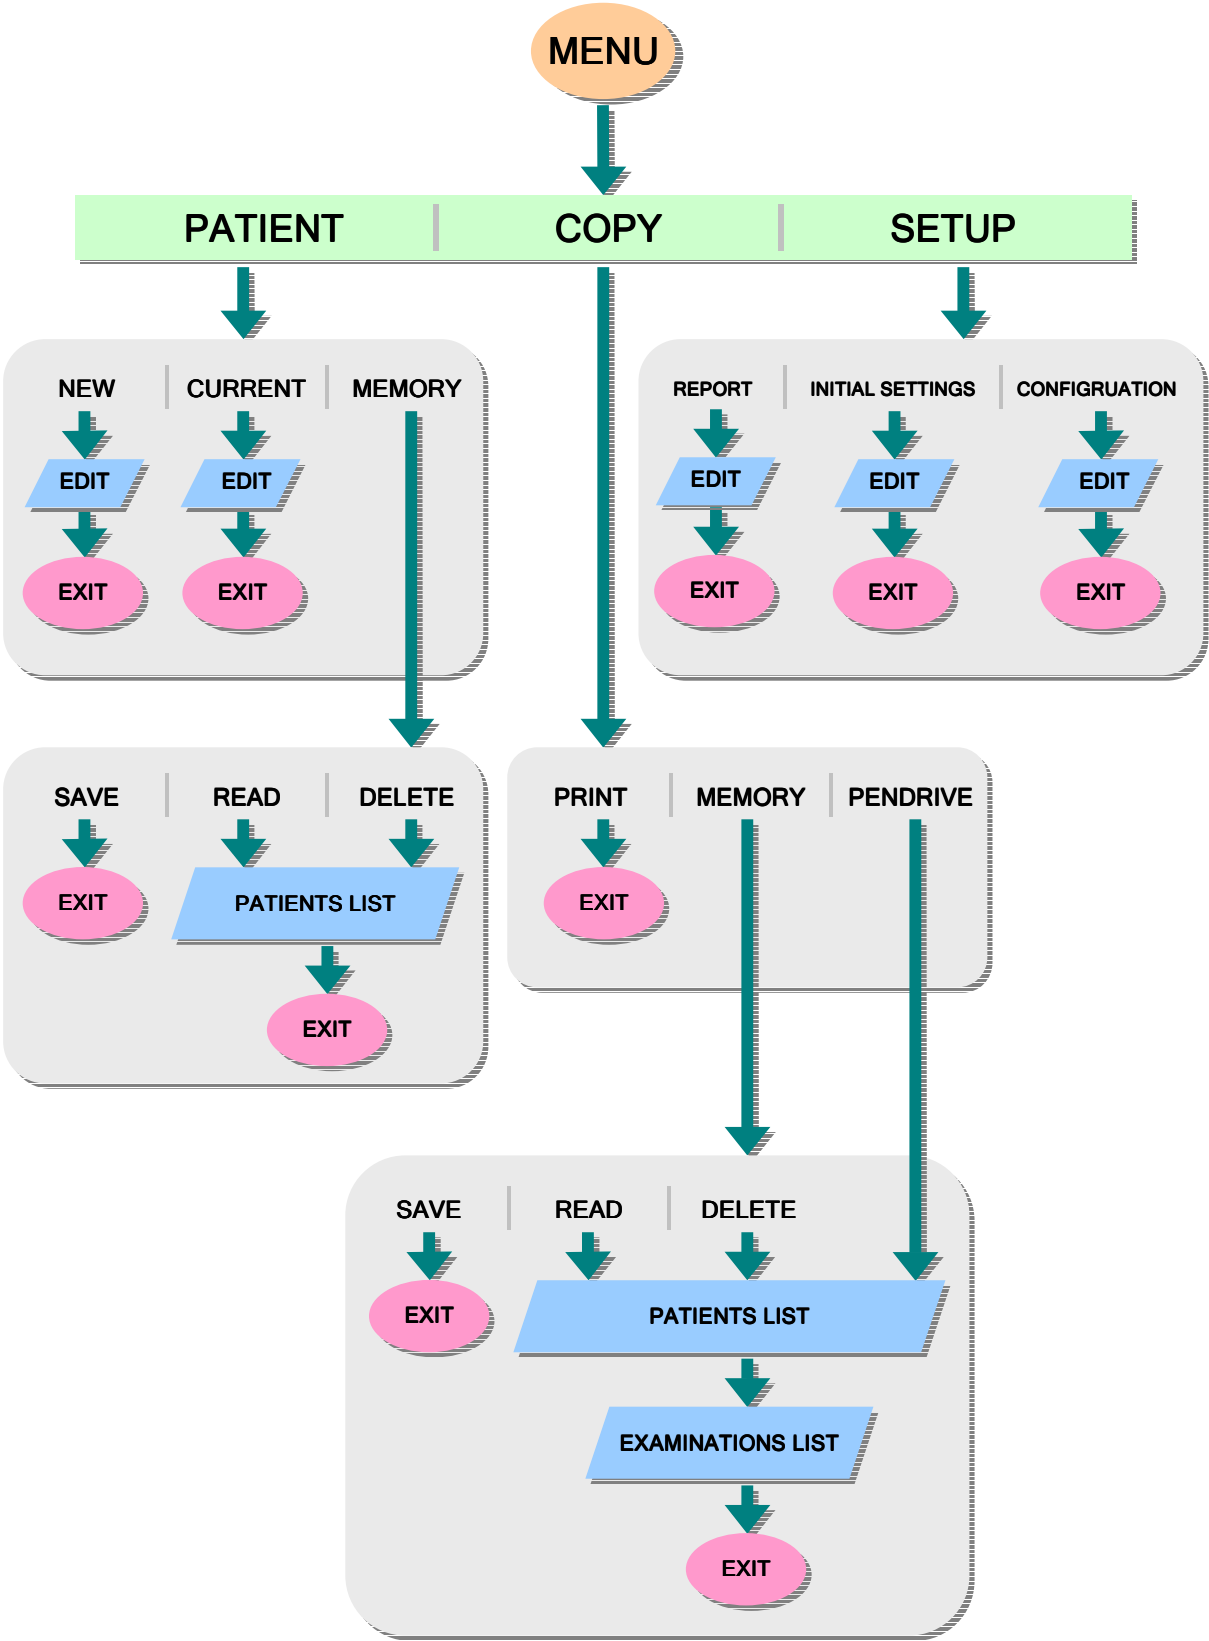 MENU
PATIENT COPY SETUP
NEW CURRENT MEMORY
REPORT INITIAL SETTINGS CONFIGRUATION
EDIT EDIT
EDIT EDIT EDIT
EXIT EXIT
EXIT EXIT EXIT
SAVE READ DELETE
PRINT MEMORY PENDRIVE
EXIT PATIENTS LIST
EXIT
EXIT
SAVE READ DELETE
EXIT PATIENTS LIST
EXAMINATIONS LIST
EXIT